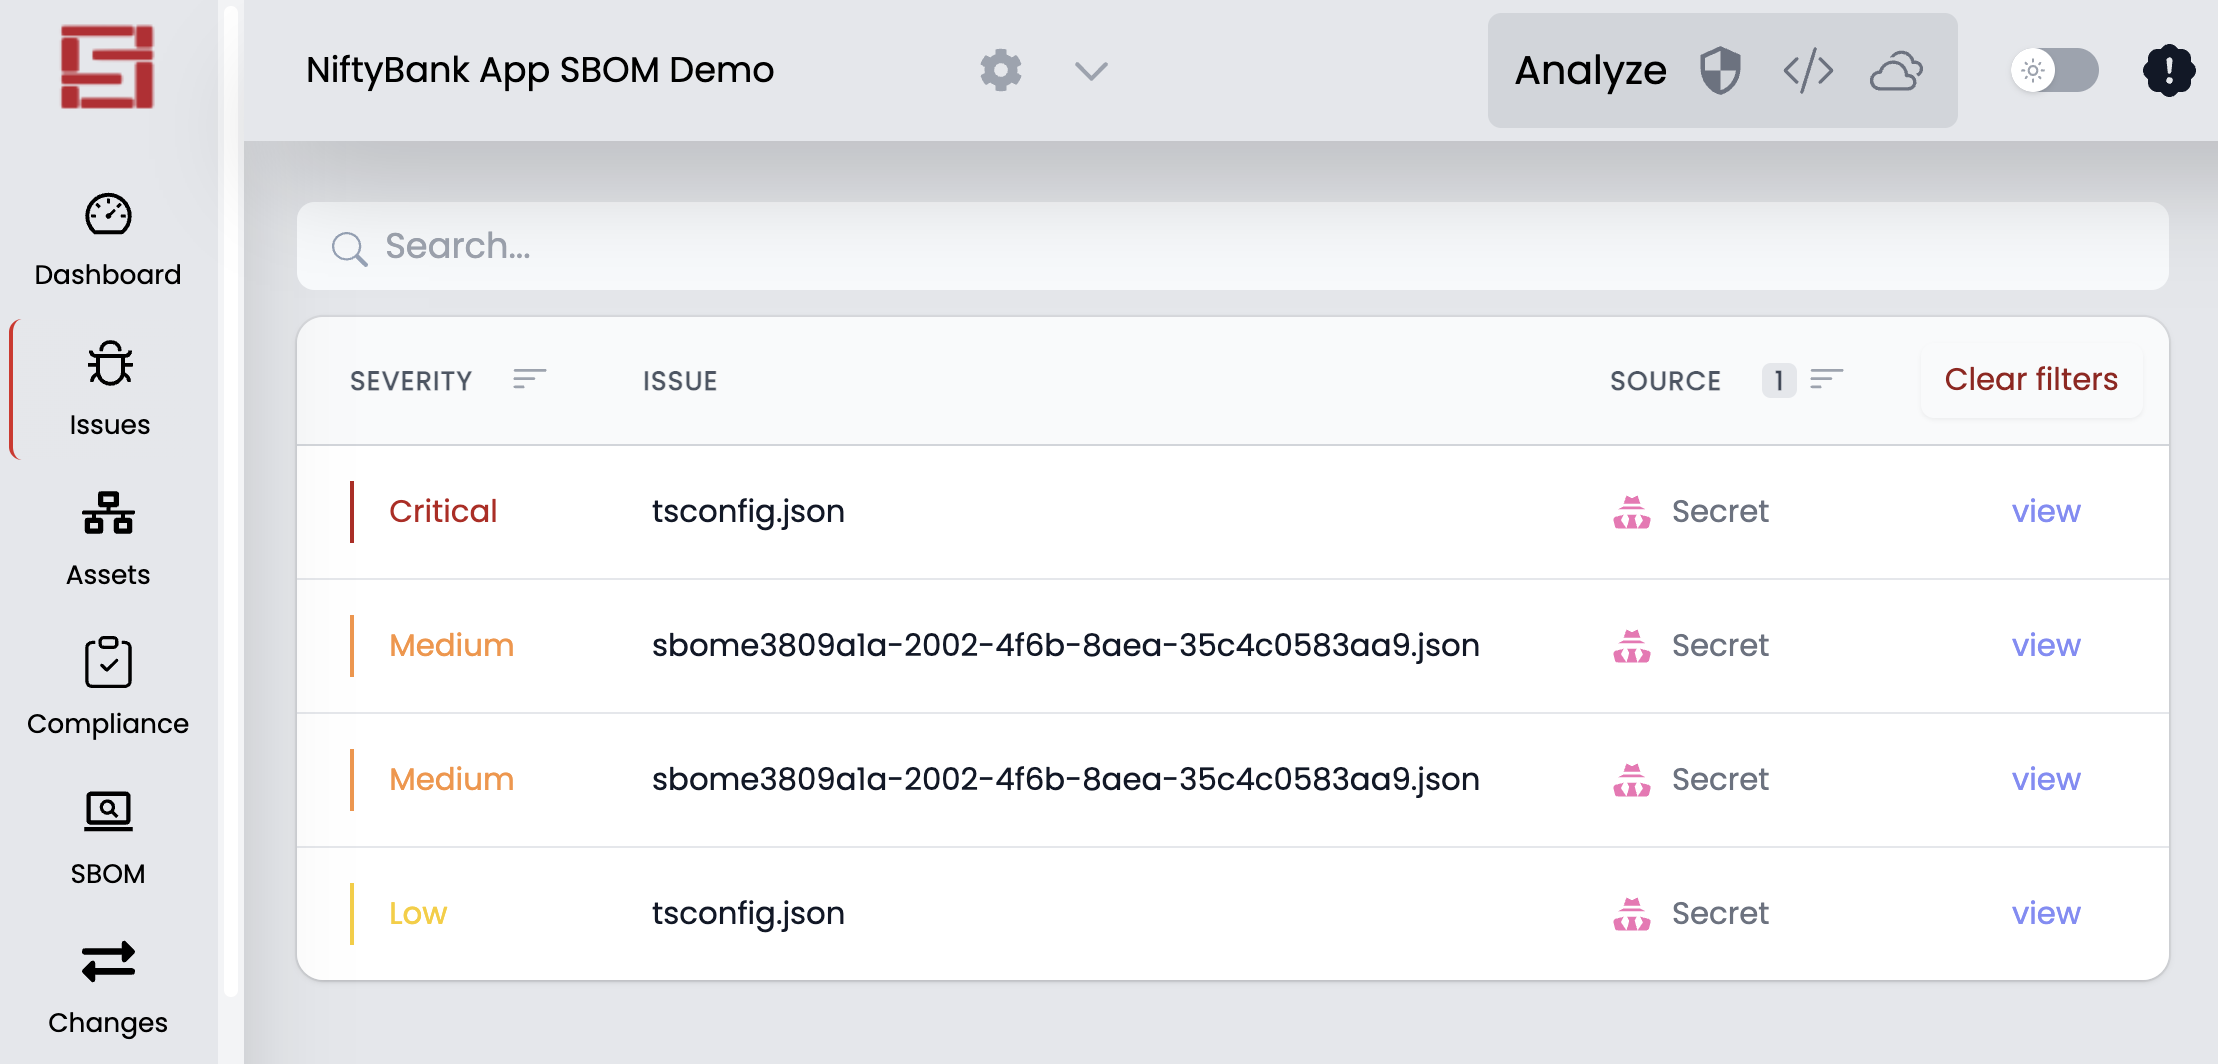 NiftyBank App SBOM Demo
Analyze
Dashboard
Issues
Assets
Compliance
SBOM
Changes
Search...
SEVERITY ISSUE SOURCE 1 Clear filters
Critical tsconfig.json Secret view
Medium sbome3809a1a-2002-4f6b-8aea-35c4c0583aa9.json Secret view
Medium sbome3809a1a-2002-4f6b-8aea-35c4c0583aa9.json Secret view
Low tsconfig.json Secret view